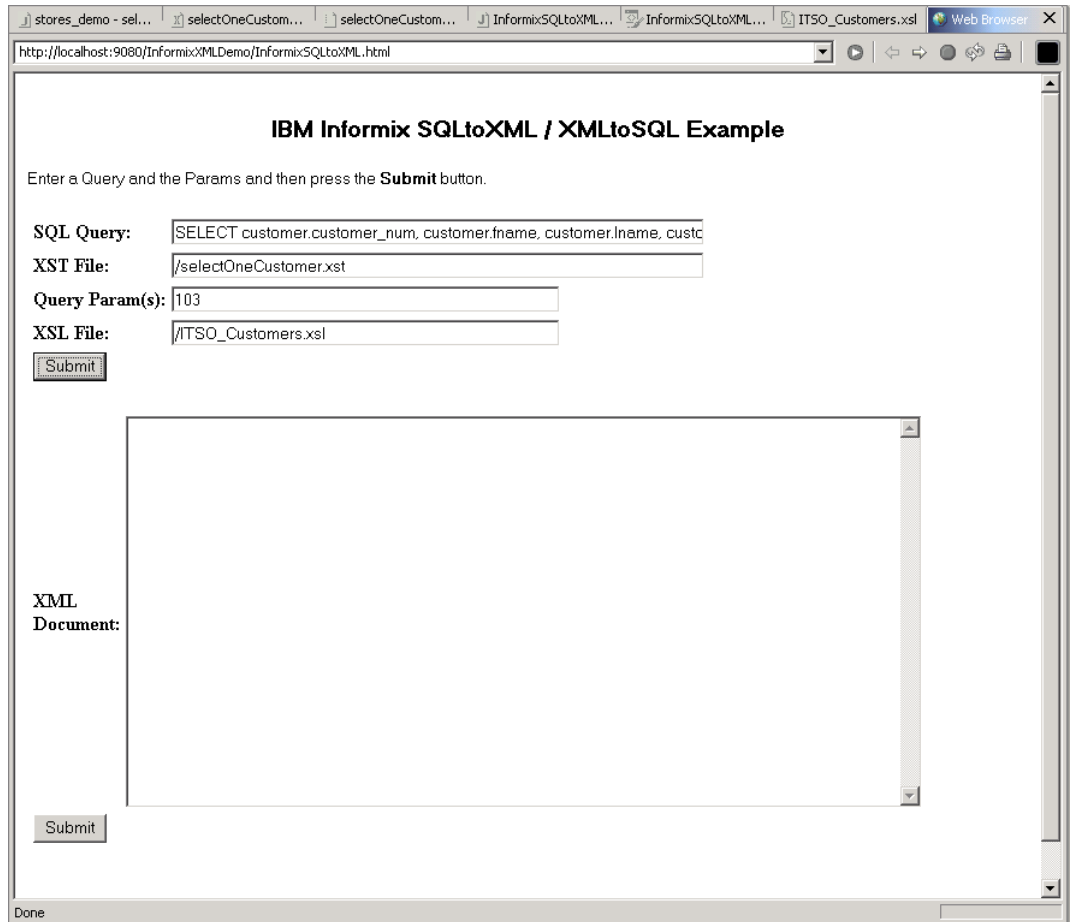 stores_demo - sel... selectOneCustom... selectOneCustom... InformixSQLtoXML... InformixSQLtoXML... ITSO_Customers.xsl Web Browser
http://localhost:9080/InformixXMLDemo/InformixSQLtoXML.html
IBM Informix SQLtoXML / XMLtoSQL Example
Enter a Query and the Params and then press the Submit button.
SQL Query: SELECT customer.customer_num, customer.fname, customer.lname, custo
XST File: /selectOneCustomer.xst
Query Param(s): 103
XSL File: /ITSO_Customers.xsl
Submit
XML
Document:
Submit
Done